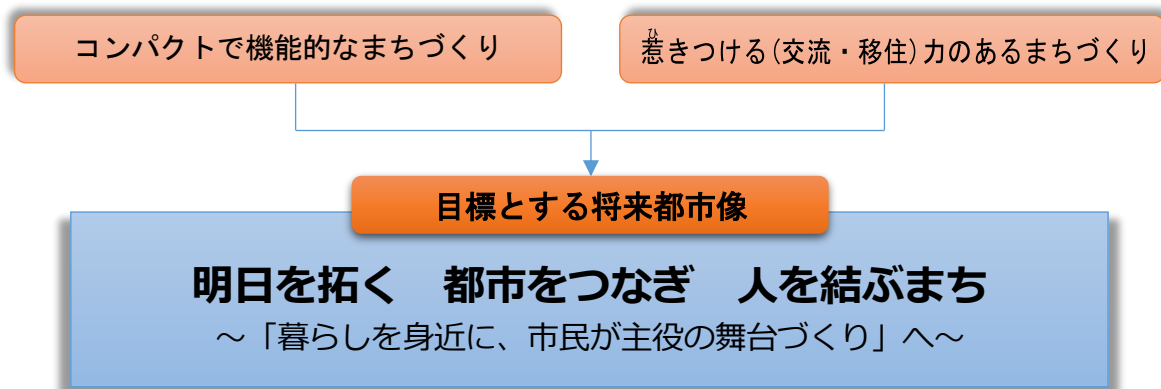 コンパクトで機能的なまちづくり
惹きつける(交流・移住)力のあるまちづくり
ひ
目標とする将来都市像
明日を拓く 都市をつなぎ 人を結ぶまち
~「暮らしを身近に、市民が主役の舞台づくり」へ~